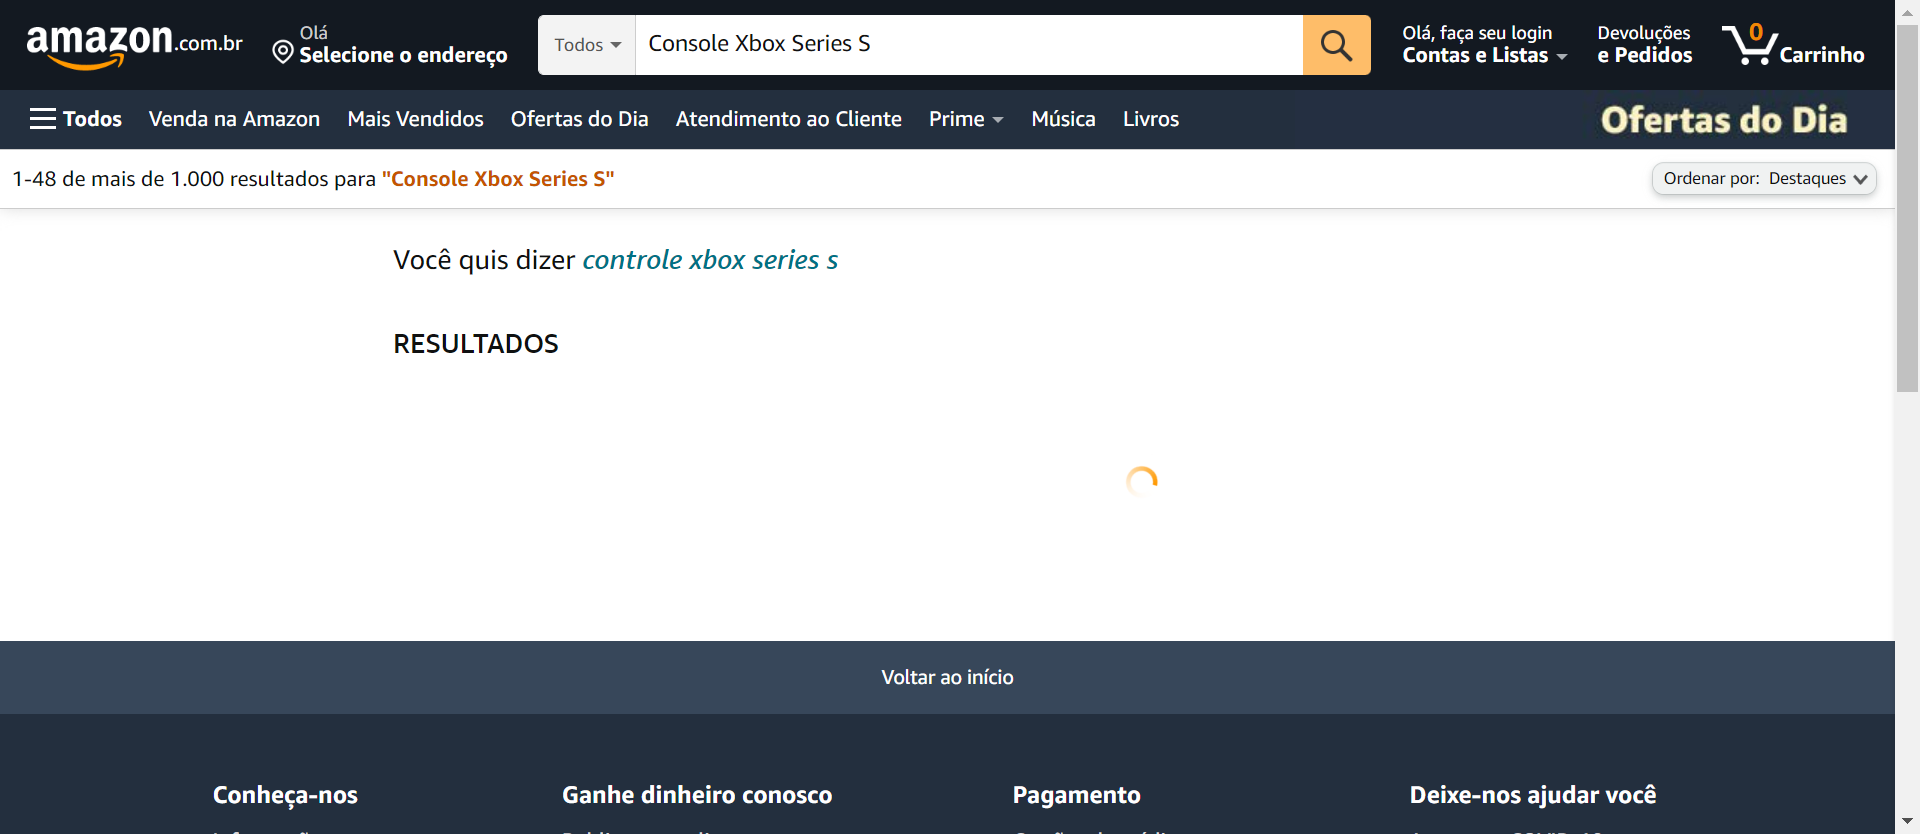 amazon.com.br
Olá
Selecione o endereço
Todos
Console Xbox Series S
Olá, faça seu login
Contas e Listas
Devoluções
e Pedidos
0
Carrinho
Todos
Venda na Amazon
Mais Vendidos
Ofertas do Dia
Atendimento ao Cliente
Prime
Música
Livros
Ofertas do Dia
1-48 de mais de 1.000 resultados para "Console Xbox Series S"
Ordenar por: Destaques
Você quis dizer controle xbox series s
RESULTADOS
Voltar ao início
Conheça-nos
Ganhe dinheiro conosco
Pagamento
Deixe-nos ajudar você